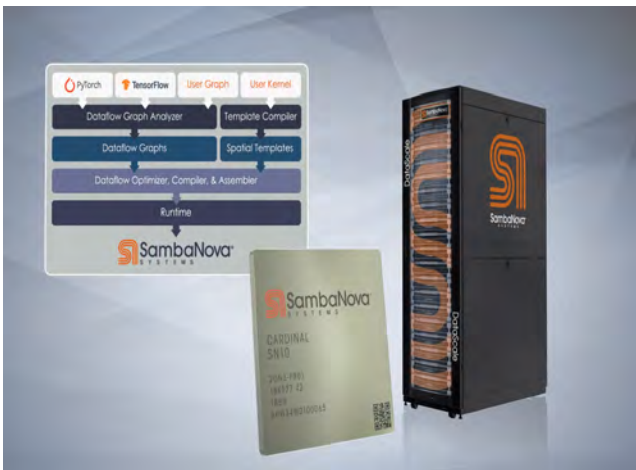 PyTorch
TensorFlow
User Graph
User Kernel
Dataflow Graph Analyzer
Template Compiler
Dataflow Graphs
Spatial Templates
Dataflow Optimizer, Compiler, & Assembler
Runtime
SambaNova
SYSTEMS
SambaNova
SYSTEMS
CARDINAL
SN10
SambaNova
DataScale
SambaNova
SYSTEMS
DataScale